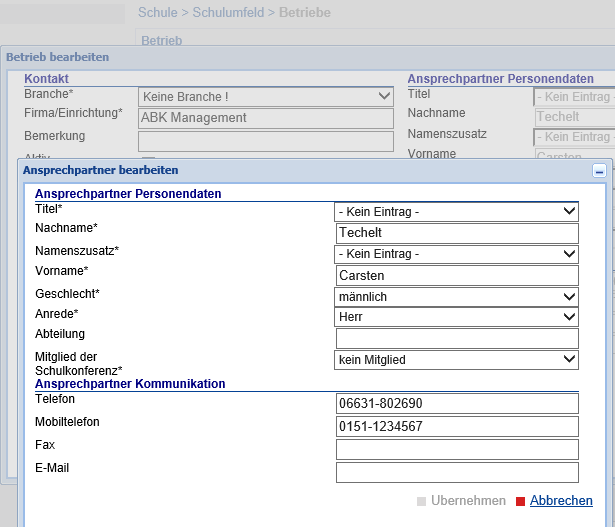 Schule > Schulumfeld > Betriebe
Betrieb
Betrieb bearbeiten
Kontakt
Branche* Keine Branche !
Firma/Einrichtung* ABK Management
Bemerkung
Aktiv
Ansprechpartner Personendaten
Titel - Kein Eintrag -
Nachname Techelt
Namenszusatz - Kein Eintrag -
Vorname Carsten
Ansprechpartner bearbeiten
Ansprechpartner Personendaten
Titel* - Kein Eintrag -
Nachname* Techelt
Namenszusatz* - Kein Eintrag -
Vorname* Carsten
Geschlecht* männlich
Anrede* Herr
Abteilung
Mitglied der kein Mitglied
Schulkonferenz*
Ansprechpartner Kommunikation
Telefon 06631-802690
Mobiltelefon 0151-1234567
Fax
E-Mail
Ubernehmen Abbrechen